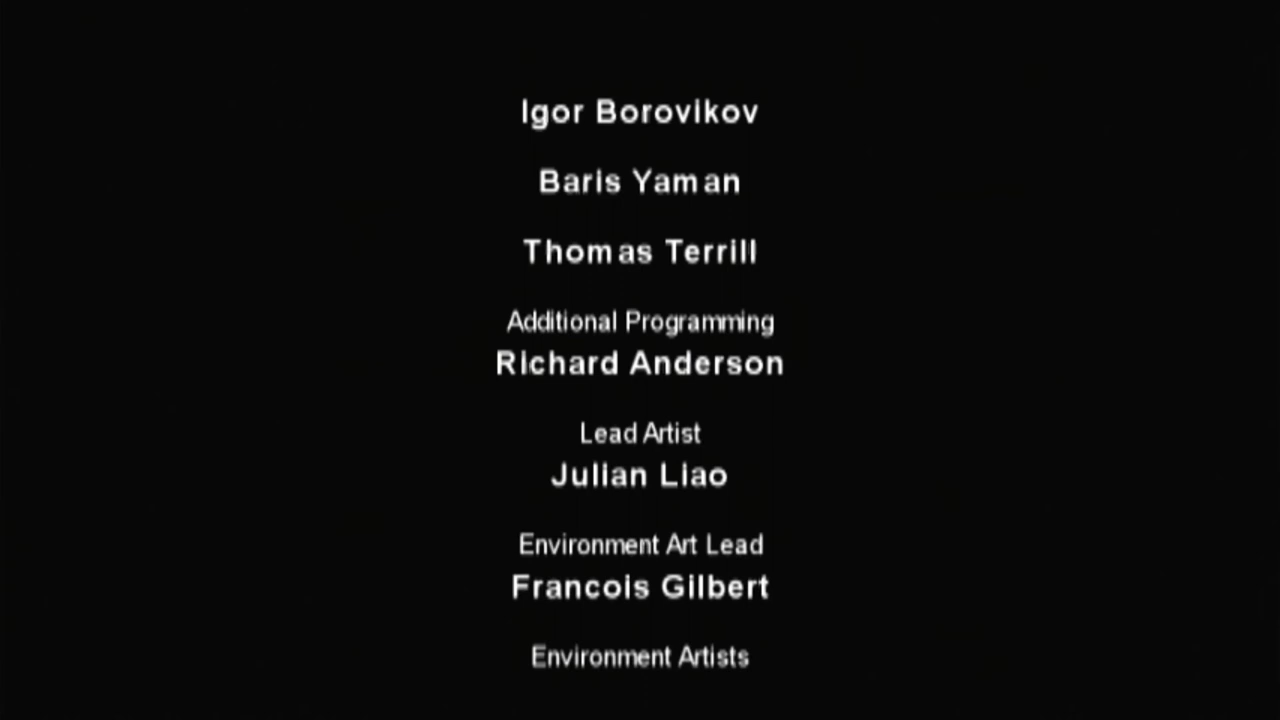 Igor Borovikov
Baris Yaman
Thomas Terrill
Additional Programming
Richard Anderson
Lead Artist
Julian Liao
Environment Art Lead
Francois Gilbert
Environment Artists